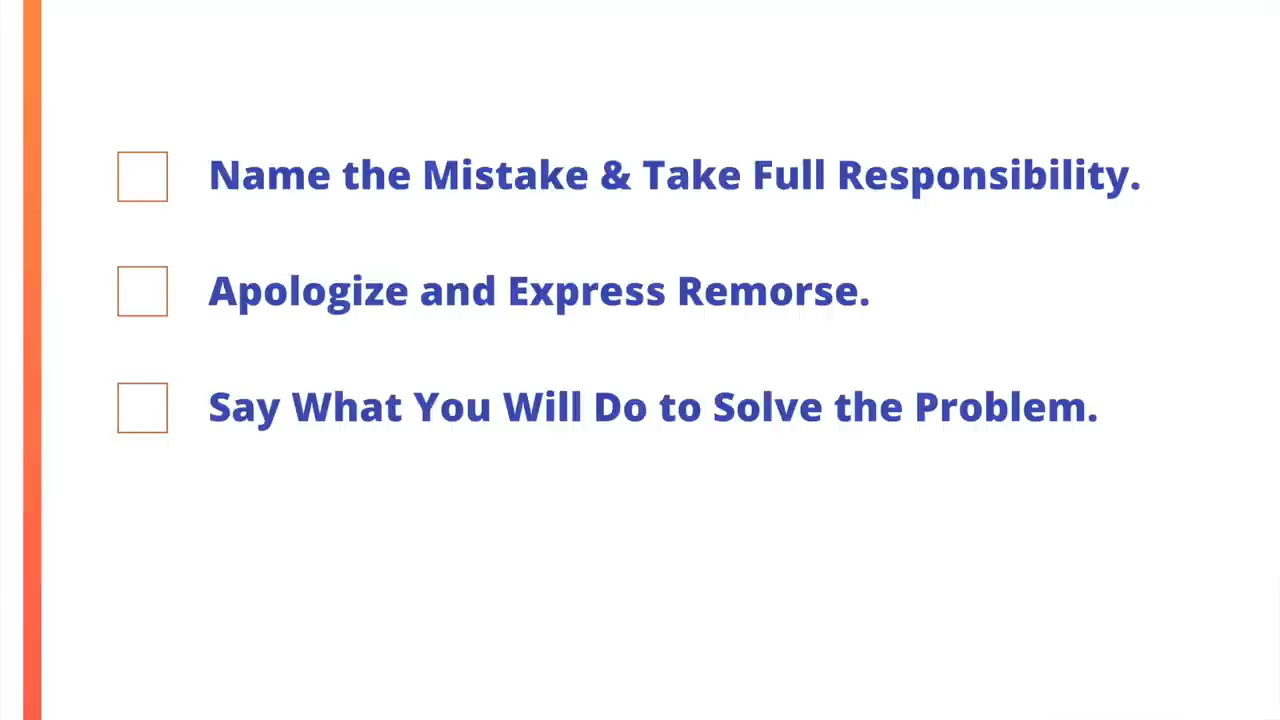 Name the Mistake & Take Full Responsibility.
Apologize and Express Remorse.
Say What You Will Do to Solve the Problem.